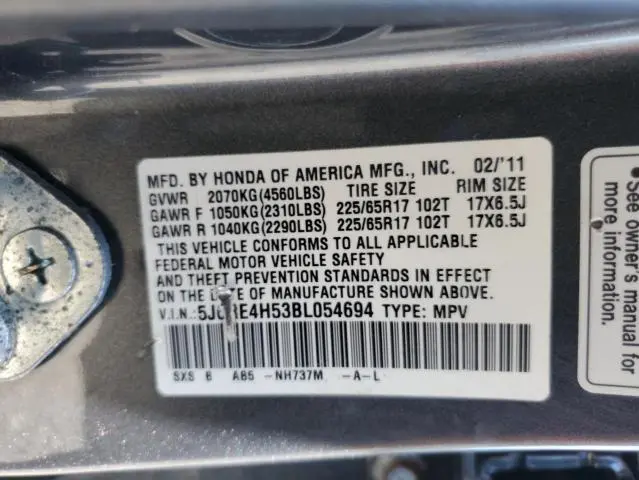 MFD. BY HONDA OF AMERICA MFG., INC. 02/'11
GVWR 2070KG(4560LBS) TIRE SIZE RIM SIZE
GAWR F 1050KG(2310LBS) 225/65R17 102T 17X6.5J
GAWR R 1040KG(2290LBS) 225/65R17 102T 17X6.5J
THIS VEHICLE CONFORMS TO ALL APPLICABLE
FEDERAL MOTOR VEHICLE SAFETY
AND THEFT PREVENTION STANDARDS IN EFFECT
ON THE DATE OF MANUFACTURE SHOWN ABOVE.
V.I.N.: TYPE: MPV
SXS B AB5 -NH737M -A-L
See owner's manual for
more information.